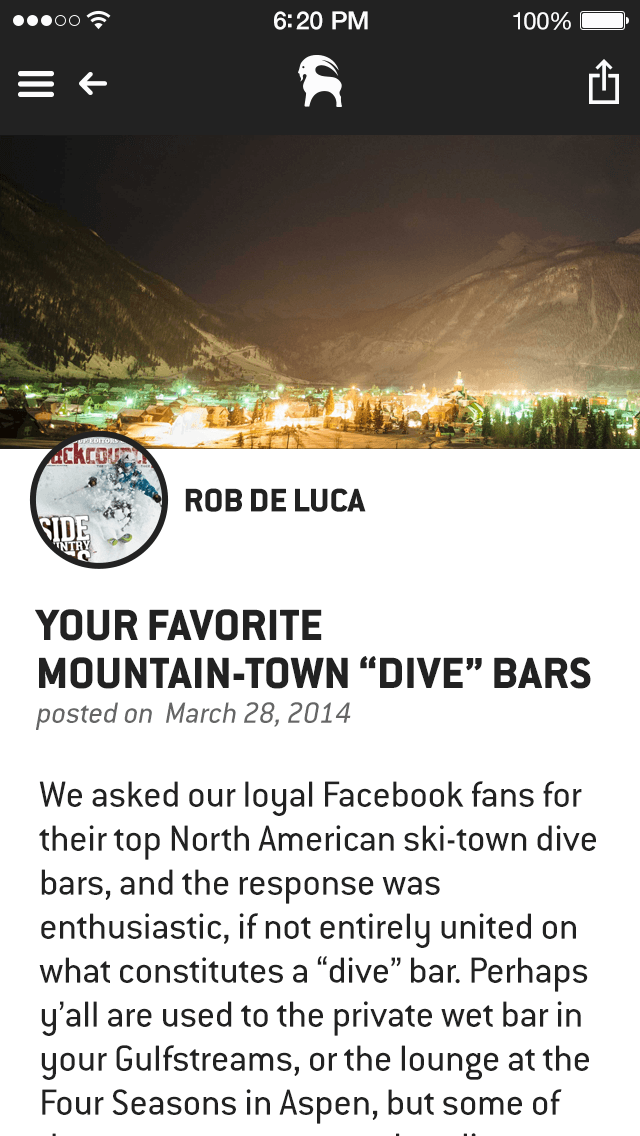 6:20 PM
100%
SIDE
ROB DE LUCA
YOUR FAVORITE
MOUNTAIN-TOWN “DIVE” BARS
posted on March 28, 2014
We asked our loyal Facebook fans for
their top North American ski-town dive
bars, and the response was
enthusiastic, if not entirely united on
what constitutes a “dive” bar. Perhaps
y’all are used to the private wet bar in
your Gulfstreams, or the lounge at the
Four Seasons in Aspen, but some of